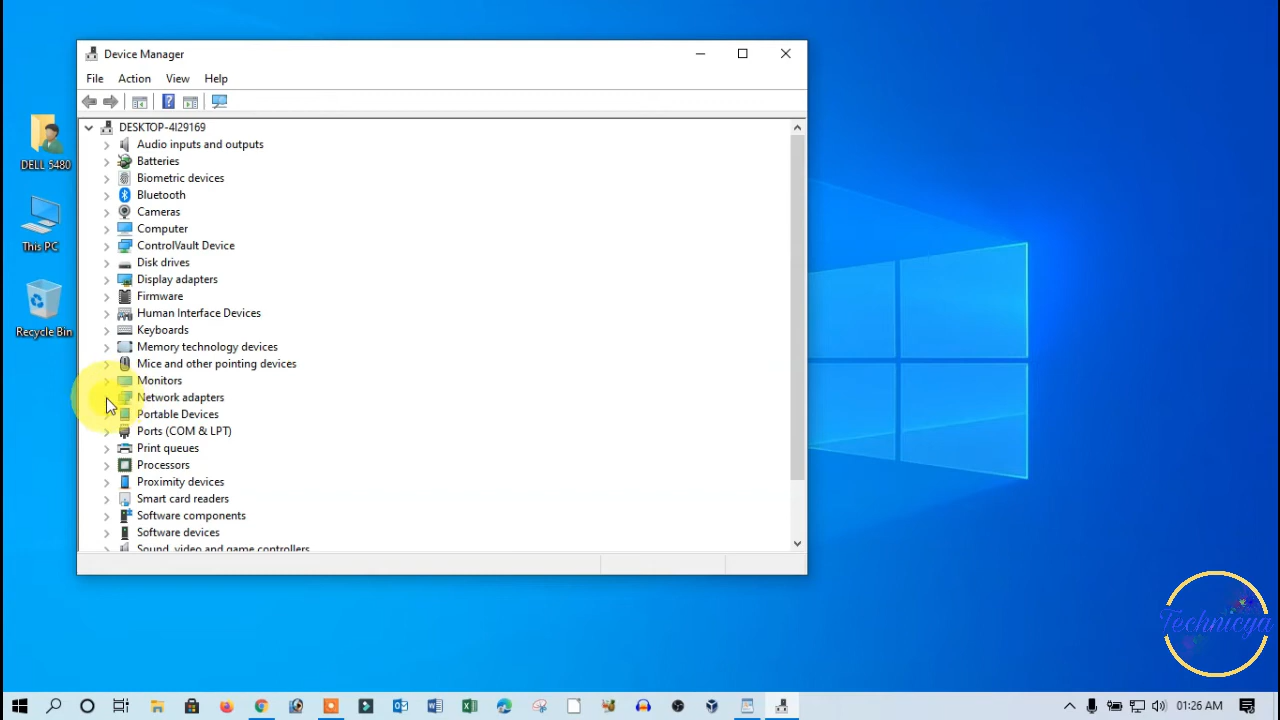 Device Manager
File Action View Help
DESKTOP-4I29169
Audio inputs and outputs
Batteries
Biometric devices
Bluetooth
Cameras
Computer
ControlVault Device
Disk drives
Display adapters
Firmware
Human Interface Devices
Keyboards
Memory technology devices
Mice and other pointing devices
Monitors
Network adapters
Portable Devices
Ports (COM & LPT)
Print queues
Processors
Proximity devices
Smart card readers
Software components
Software devices
Sound, video and game controllers
DELL 5480
This PC
Recycle Bin
Technicya
01:26 AM